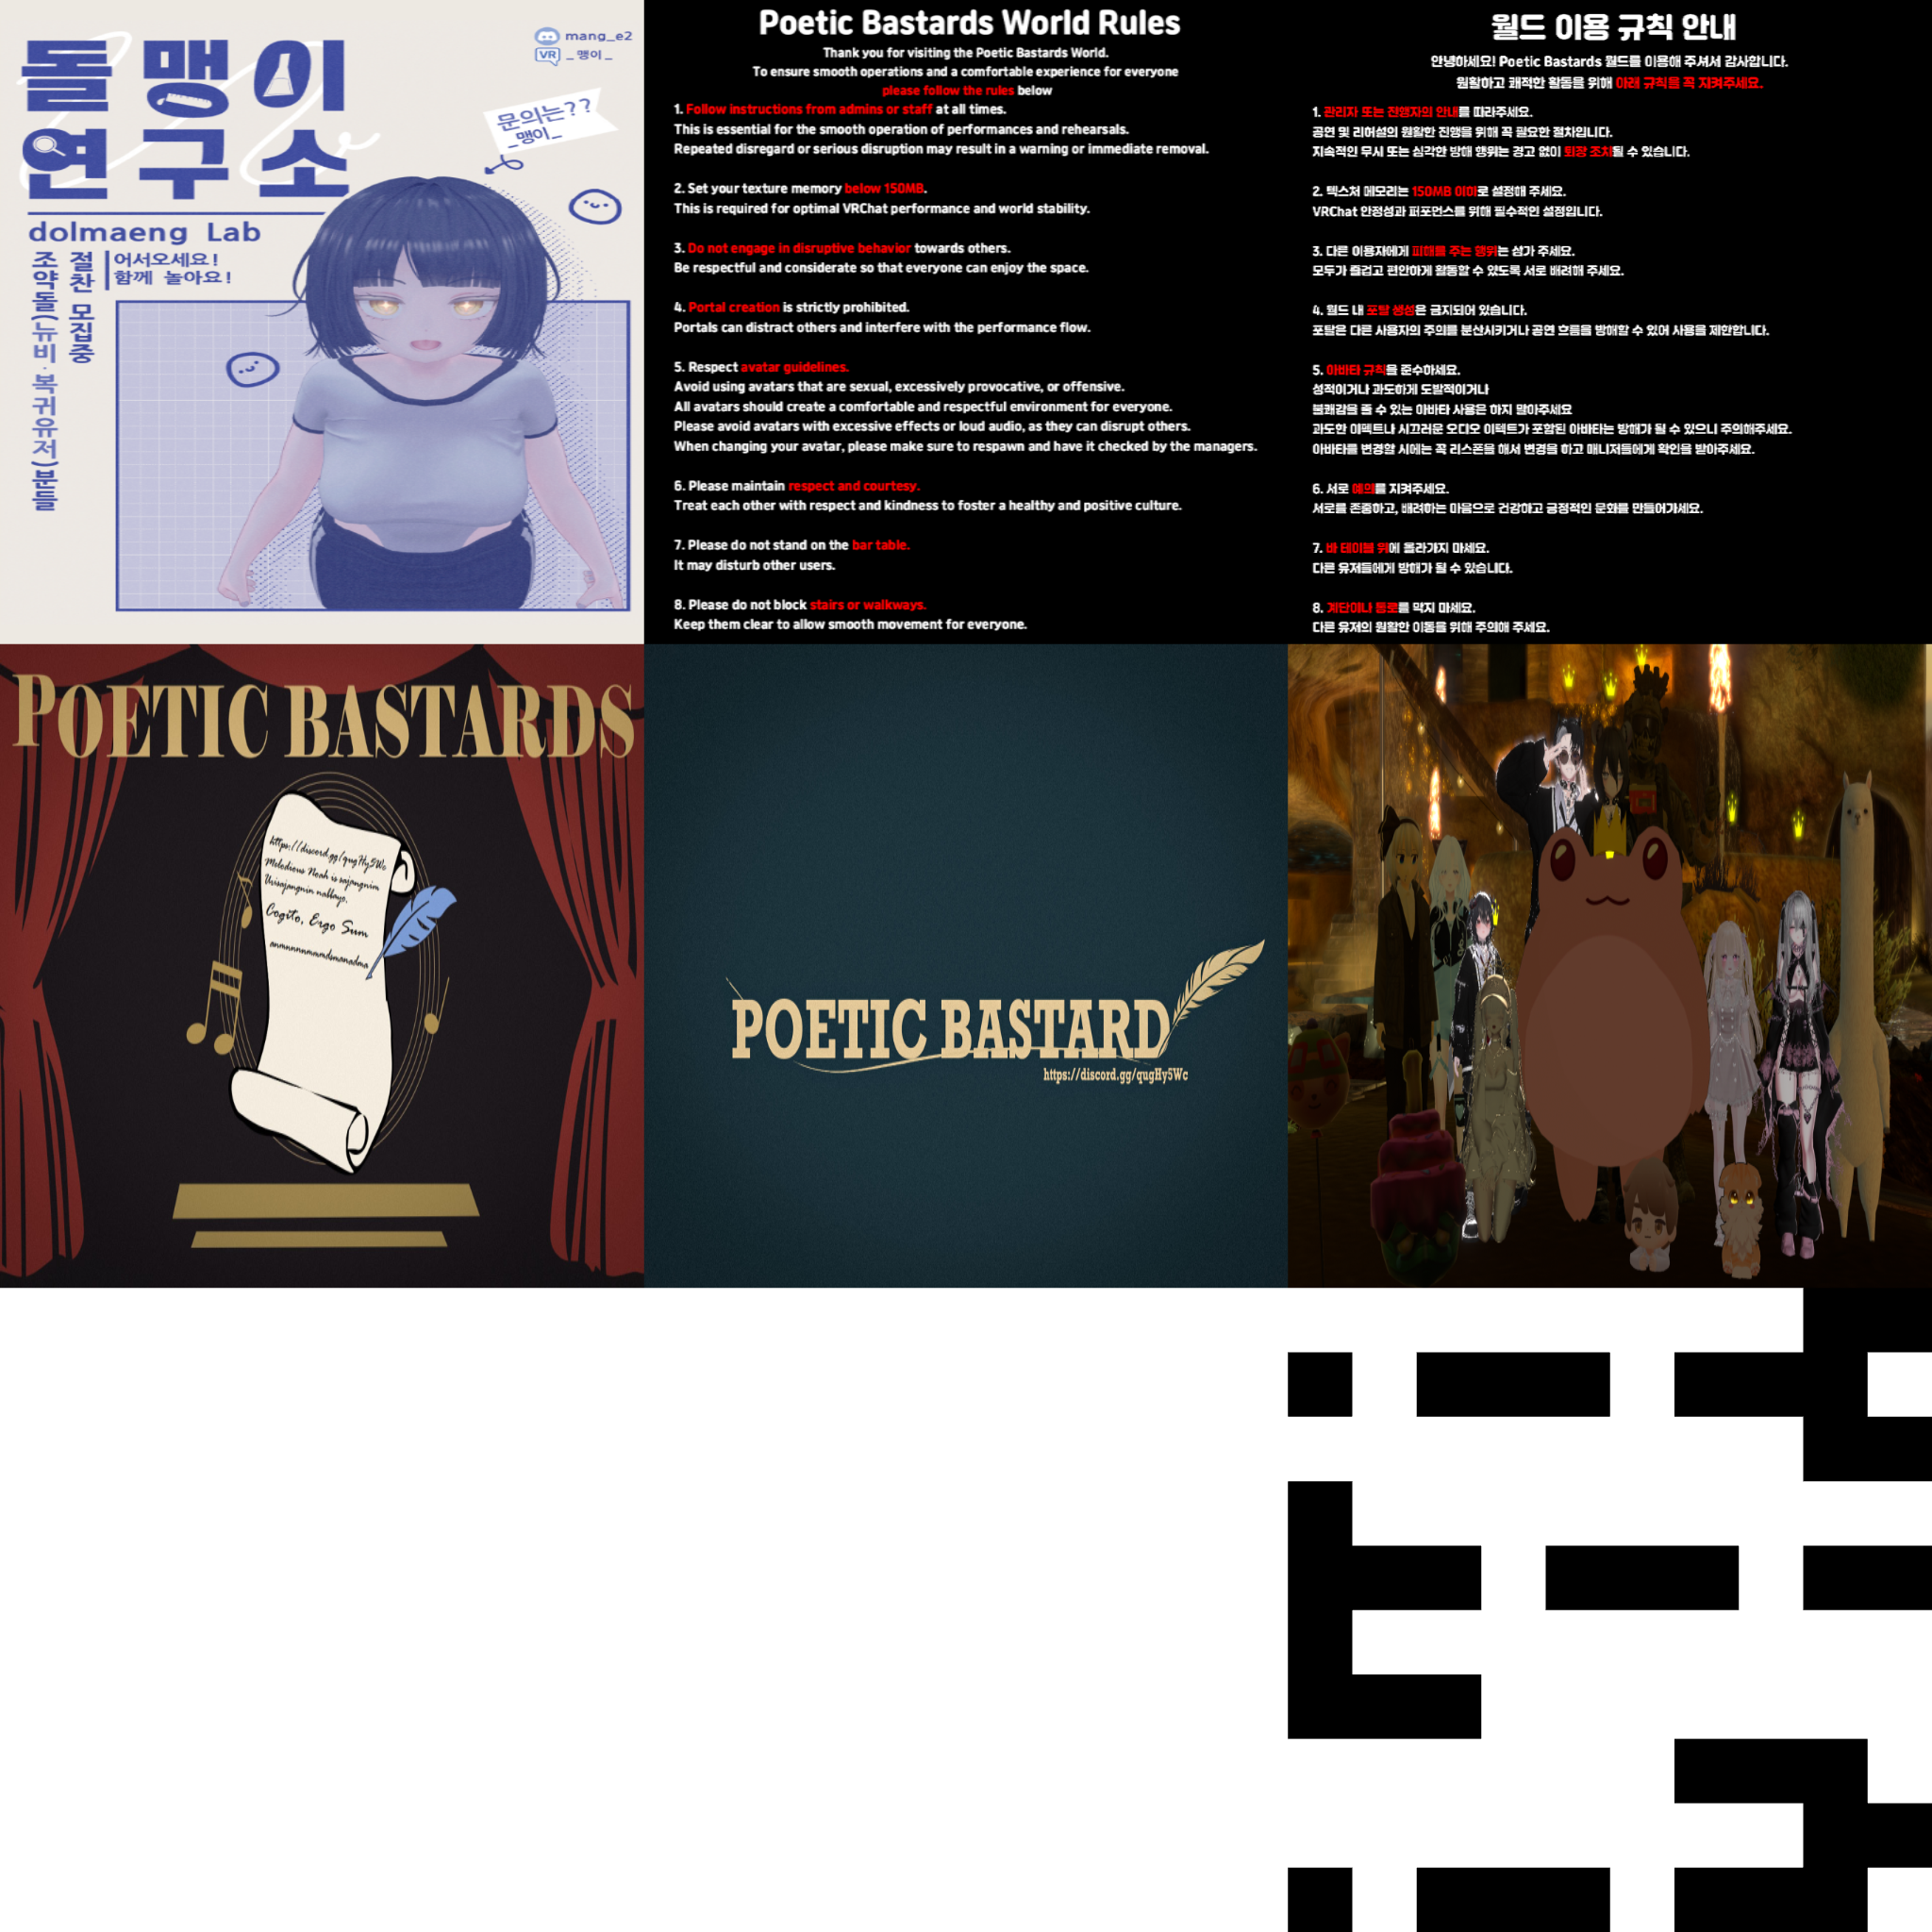 돌맹이
연구소
mang_e2
VR _맹이_
문의는??
_맹이_
dolmaeng Lab
어서오세요!
함께 놀아요!
절찬 모집중
조약돌(뉴비·복귀유저)분들
Poetic Bastards World Rules
Thank you for visiting the Poetic Bastards World.
To ensure smooth operations and a comfortable experience for everyone
please follow the rules below
1. Follow instructions from admins or staff at all times.
This is essential for the smooth operation of performances and rehearsals.
Repeated disregard or serious disruption may result in a warning or immediate removal.
2. Set your texture memory below 150MB.
This is required for optimal VRChat performance and world stability.
3. Do not engage in disruptive behavior towards others.
Be respectful and considerate so that everyone can enjoy the space.
4. Portal creation is strictly prohibited.
Portals can distract others and interfere with the performance flow.
5. Respect avatar guidelines.
Avoid using avatars that are sexual, excessively provocative, or offensive.
All avatars should create a comfortable and respectful environment for everyone.
Please avoid avatars with excessive effects or loud audio, as they can disrupt others.
When changing your avatar, please make sure to respawn and have it checked by the managers.
6. Please maintain respect and courtesy.
Treat each other with respect and kindness to foster a healthy and positive culture.
7. Please do not stand on the bar table.
It may disturb other users.
8. Please do not block stairs or walkways.
Keep them clear to allow smooth movement for everyone.
월드 이용 규칙 안내
안녕하세요! Poetic Bastards 월드를 이용해 주셔서 감사합니다.
원활하고 쾌적한 활동을 위해 아래 규칙을 꼭 지켜주세요.
1. 관리자 또는 진행자의 안내를 따라주세요.
공연 및 리허설의 원활한 진행을 위해 꼭 필요한 절차입니다.
지속적인 무시 또는 심각한 방해 행위는 경고 없이 퇴장 조치될 수 있습니다.
2. 텍스처 메모리는 150MB 이하로 설정해 주세요.
VRChat 안정성과 퍼포먼스를 위해 필수적인 설정입니다.
3. 다른 이용자에게 피해를 주는 행위는 삼가 주세요.
모두가 즐겁고 편안하게 활동할 수 있도록 서로 배려해 주세요.
4. 월드 내 포탈 생성은 금지되어 있습니다.
포탈은 다른 사용자의 주의를 분산시키거나 공연 흐름을 방해할 수 있어 사용을 제한합니다.
5. 아바타 규칙을 준수하세요.
성적이거나 과도하게 도발적이거나
불쾌감을 줄 수 있는 아바타 사용은 하지 말아주세요
과도한 이펙트나 시끄러운 오디오 이펙트가 포함된 아바타는 방해가 될 수 있으니 주의해주세요.
아바타를 변경할 시에는 꼭 리스폰을 해서 변경을 하고 매니저들에게 확인을 받아주세요.
6. 서로 예의를 지켜주세요.
서로를 존중하고, 배려하는 마음으로 건강하고 긍정적인 문화를 만들어가세요.
7. 바 테이블 위에 올라가지 마세요.
다른 유저들에게 방해가 될 수 있습니다.
8. 계단이나 통로를 막지 마세요.
다른 유저의 원활한 이동을 위해 주의해 주세요.
POETIC BASTARDS
https://discord.gg/qugHy5Wc
Melodious Noah is sajangnim
Urisajangnin nabbayo.
Cogito, Ergo Sum
POETIC BASTARD
https://discord.gg/qugHy5Wc